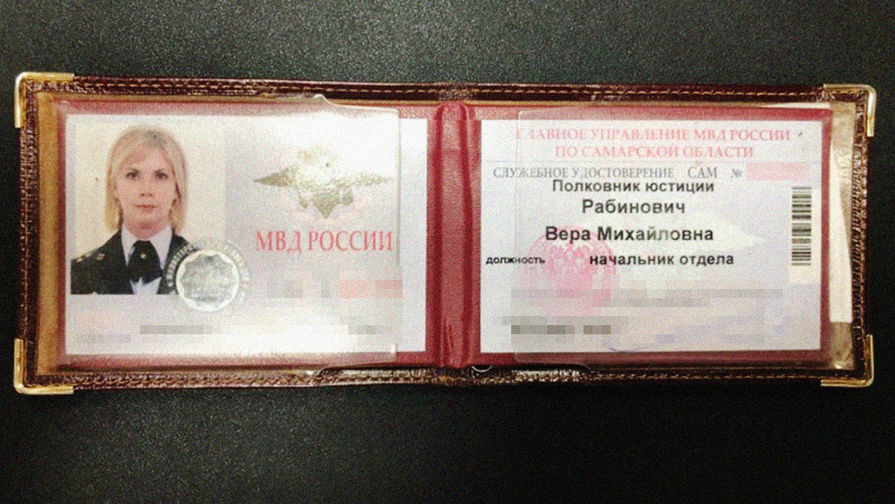 МВД РОССИИ
ГЛАВНОЕ УПРАВЛЕНИЕ МВД РОССИИ
ПО САМАРСКОЙ ОБЛАСТИ
СЛУЖЕБНОЕ УДОСТОВЕРЕНИЕ САМ №
Полковник юстиции
Рабинович
Вера Михайловна
должность начальник отдела